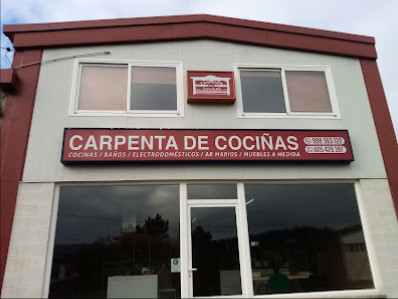 CARPENTA DE COCIÑAS
COCINAS / BAÑOS / ELECTRODOMÉSTICOS / ARMARIOS / MUEBLES A MEDIDA